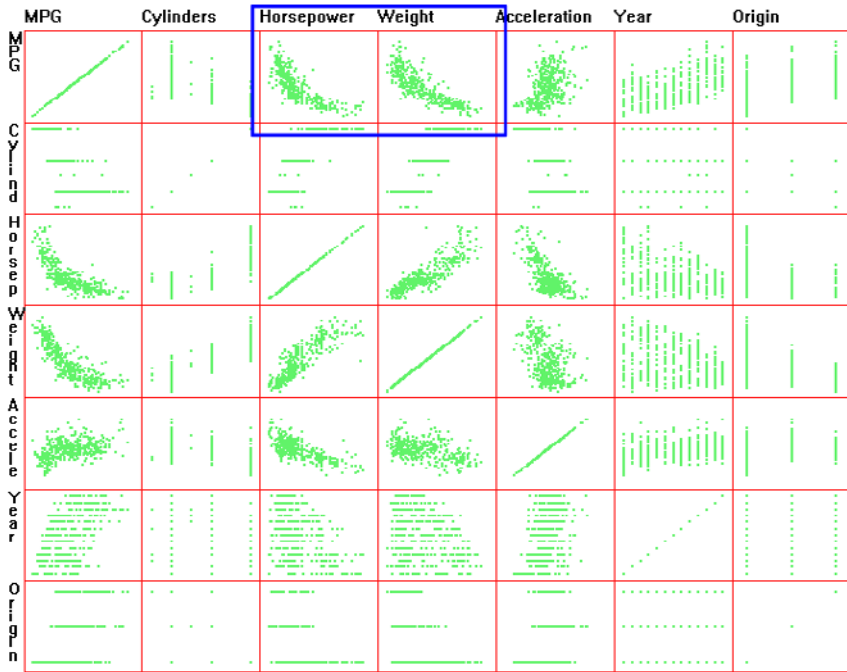 MPG Cylinders Horsepower Weight Acceleration Year Origin
MPG
Cylind
Horsep
Weight
Accele
Year
Origin